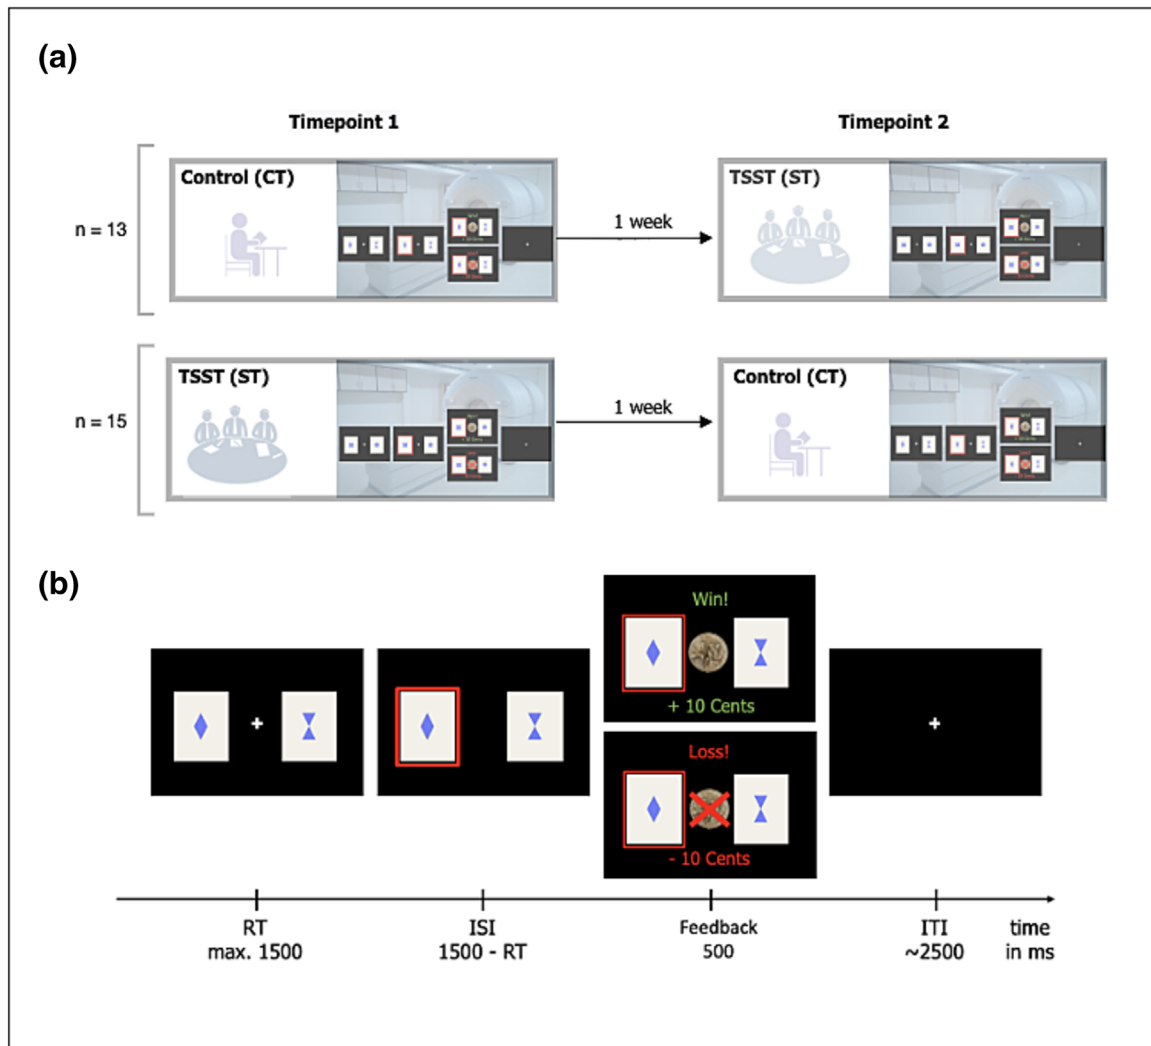 (a)
Timepoint 1
Timepoint 2
n = 13
Control (CT)
1 week
TSST (ST)
n = 15
TSST (ST)
1 week
Control (CT)
(b)
Win!
+ 10 Cents
Loss!
- 10 Cents
RT
max. 1500
ISI
1500 - RT
Feedback
500
ITI
~2500
time
in ms